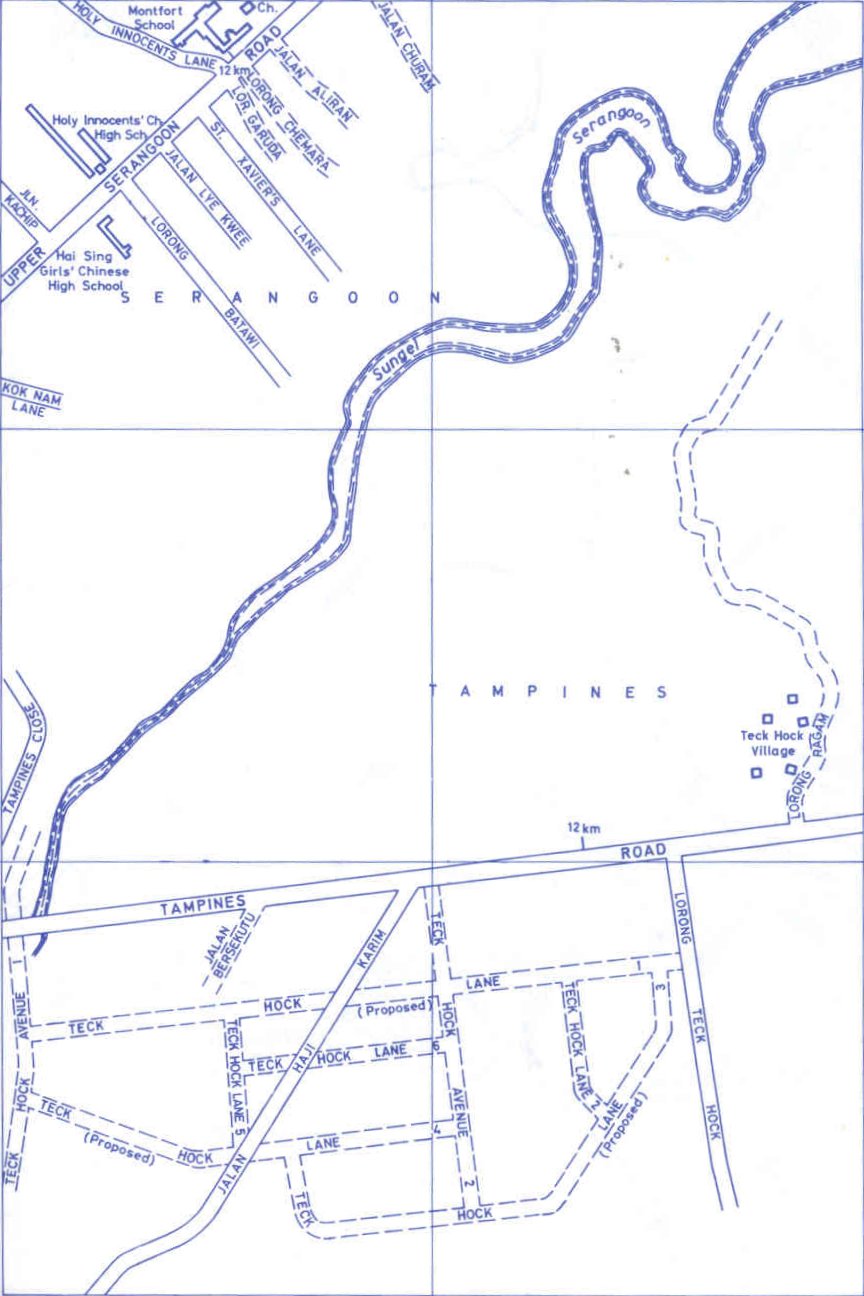 Montfort
School
Ch.
HOLY INNOCENTS LANE
12 km
ROAD
JALAN CHURAM
JALAN ALIRAN
LORONG CHEMARA
LOR. GARUDA
Holy Innocents' Ch.
High Sch.
ST. XAVIER'S LANE
SERANGOON
JALAN LYE KWEE
JLN.
KACHIP
LORONG BATAWI
UPPER
Hai Sing
Girls' Chinese
High School
SERANGOON
Serangoon
Sungei
KOK NAM
LANE
TAMPINES
TAMPINES CLOSE
Teck Hock
Village
LORONG RAGAM
12 km
ROAD
TAMPINES
JALAN
BERSEKUTU
JALAN HAJI KARIM
TECK HOCK AVENUE 2
LORONG TECK HOCK
TECK HOCK AVENUE 1
TECK HOCK (Proposed) LANE 1
TECK HOCK LANE 5
TECK HOCK LANE 6
TECK HOCK LANE 2
TECK HOCK LANE 3
(Proposed)
TECK HOCK LANE 4
(Proposed)